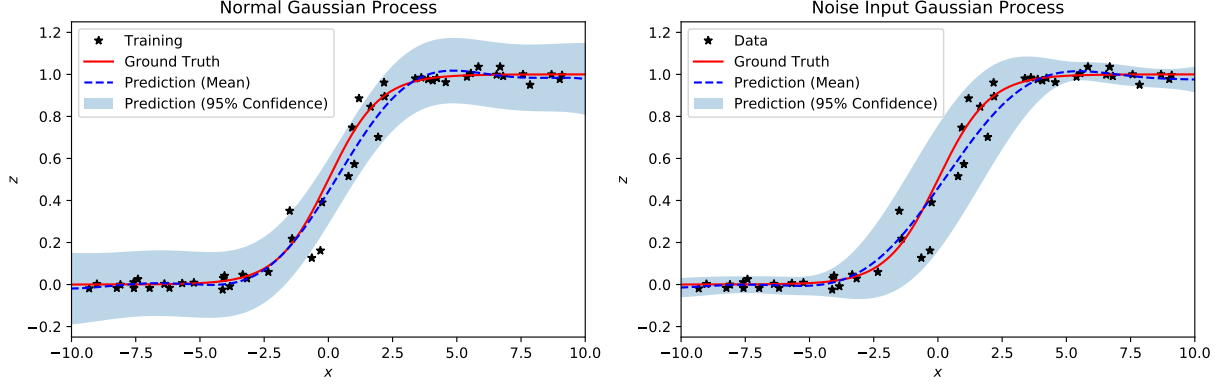 Normal Gaussian Process
Training
Ground Truth
Prediction (Mean)
Prediction (95% Confidence)
1.2
1.0
0.8
0.6
0.4
0.2
0.0
−0.2
z
−10.0 −7.5 −5.0 −2.5 0.0 2.5 5.0 7.5 10.0
x
Noise Input Gaussian Process
Data
Ground Truth
Prediction (Mean)
Prediction (95% Confidence)
1.2
1.0
0.8
0.6
0.4
0.2
0.0
−0.2
z
−10.0 −7.5 −5.0 −2.5 0.0 2.5 5.0 7.5 10.0
x